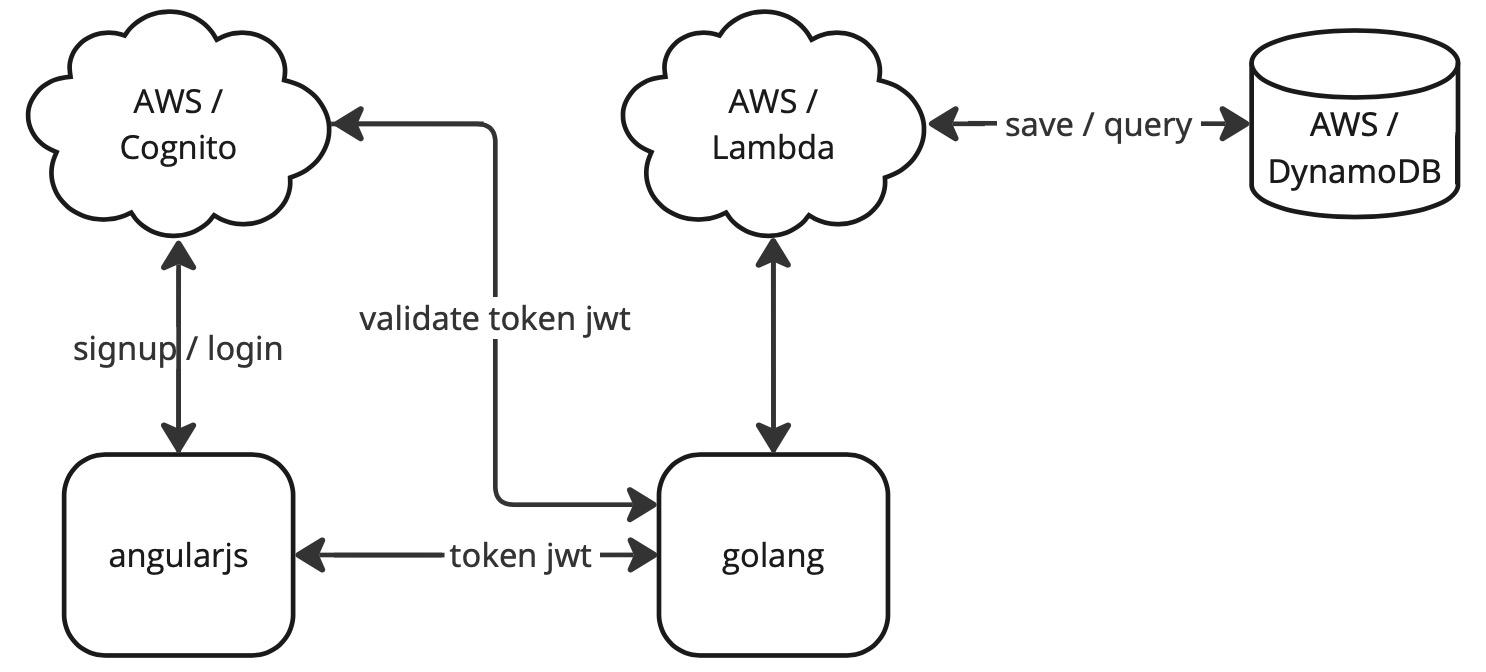 AWS /
Cognito
AWS /
Lambda
save / query
AWS /
DynamoDB
validate token jwt
signup / login
angularjs
token jwt
golang